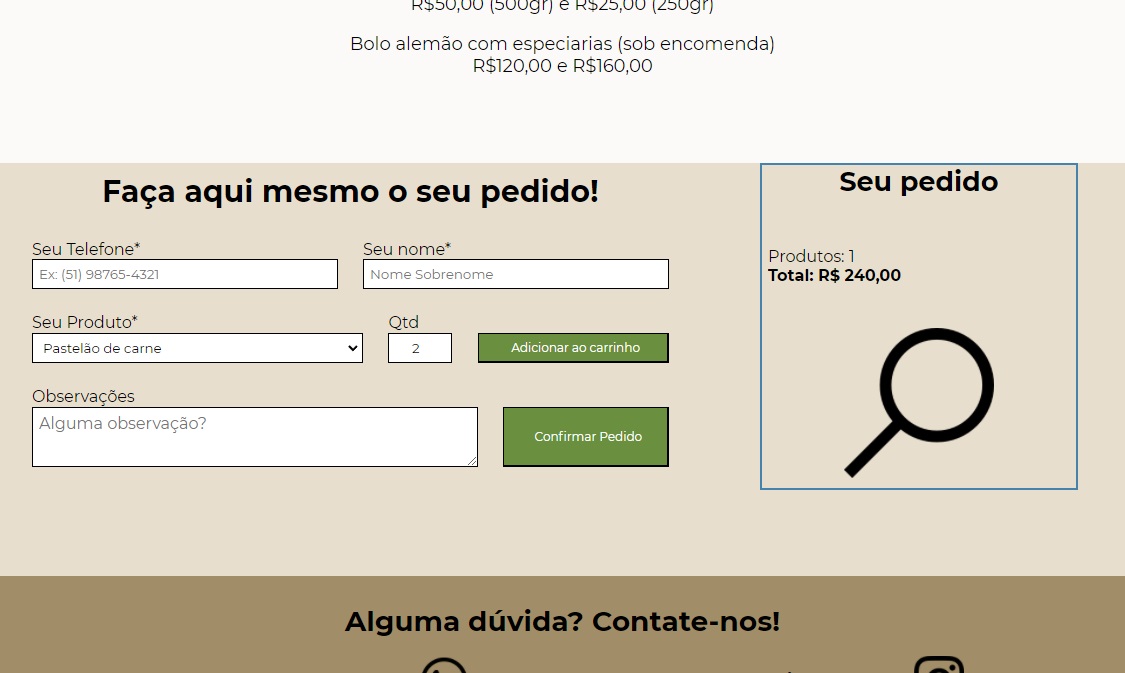 R$50,00 (500gr) e R$25,00 (250gr)
Bolo alemão com especiarias (sob encomenda)
R$120,00 e R$160,00
Faça aqui mesmo o seu pedido!
Seu Telefone*
Seu nome*
Ex: (51) 98765-4321
Nome Sobrenome
Seu Produto*
Qtd
Pastelão de carne
2
Adicionar ao carrinho
Observações
Alguma observação?
Confirmar Pedido
Seu pedido
Produtos: 1
Total: R$ 240,00
Alguma dúvida? Contate-nos!